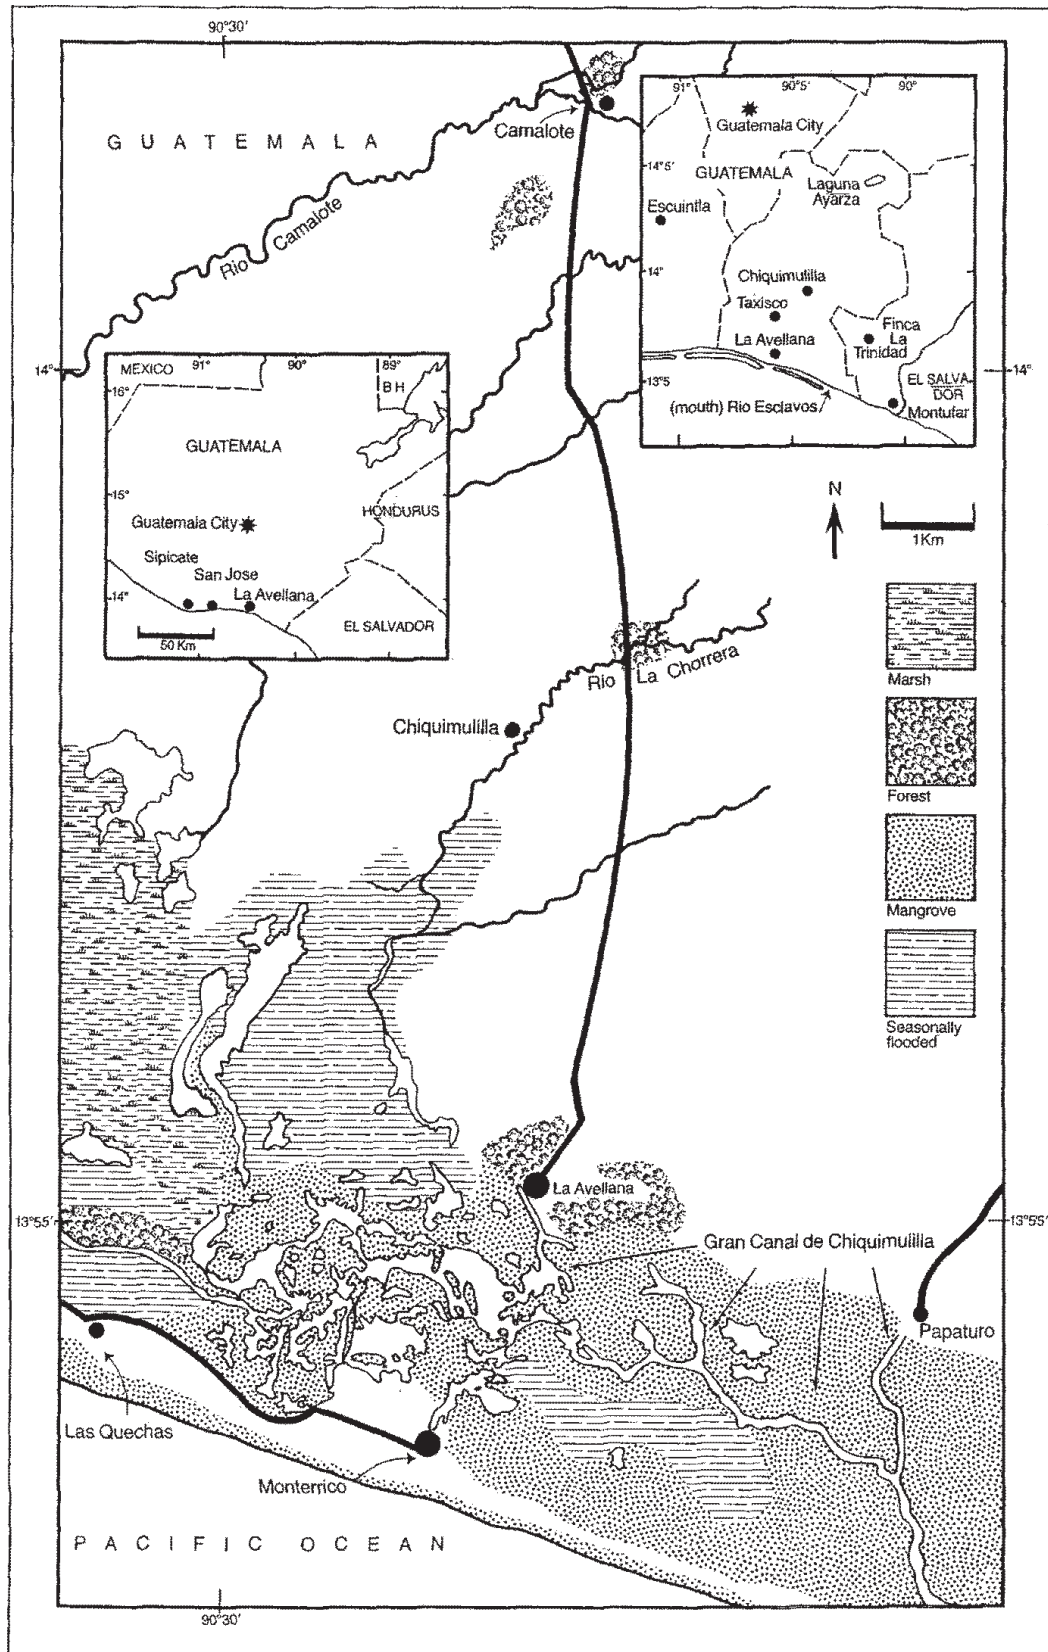 90°30'
GUATEMALA
Camalote
Rio Camalote
91°
90°5'
90°
Guatemala City
14°5'
GUATEMALA
Laguna
Ayarza
Escuintla
14°
Chiquimulilla
Taxisco
La Avellana
Finca
La
Trinidad
13°5
EL SALVA
DOR
(mouth) Rio Esclavos
Montufar
14°
14°
MEXICO
91°
90°
89°
16°
B H
GUATEMALA
15°
HONDURUS
Guatemala City
Sipicate
San Jose
La Avellana
14°
EL SALVADOR
50 Km
N
1Km
Marsh
Forest
Mangrove
Seasonally
flooded
Rio La Chorrera
Chiquimulilla
La Avellana
13°55'
13°55'
Gran Canal de Chiquimulilla
Papaturo
Las Quechas
Monterrico
PACIFIC OCEAN
90°30'